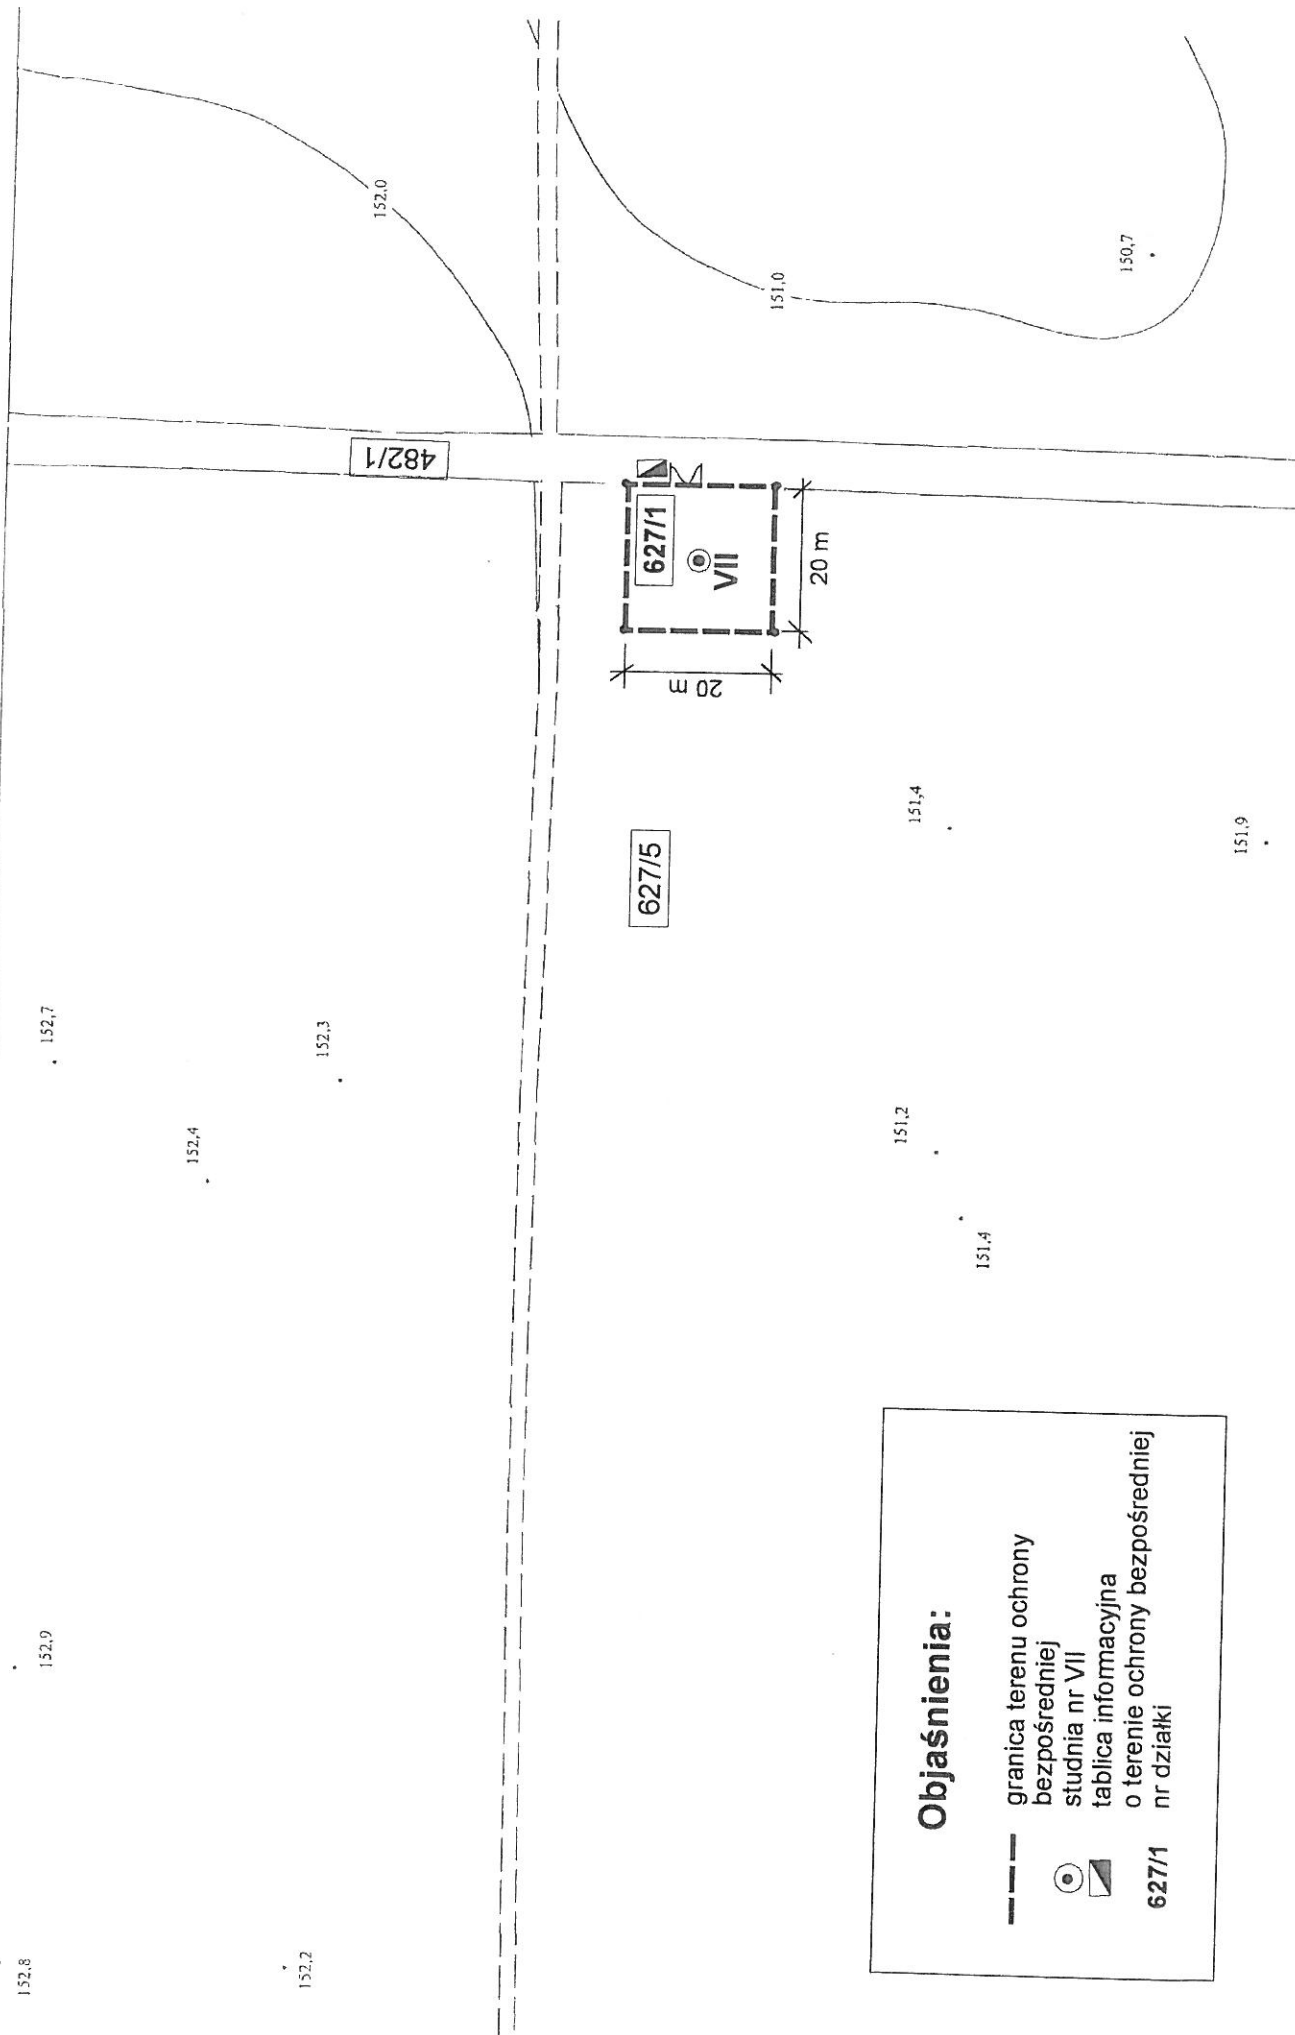 152,8
152,9
152,7
152,4
152,3
152,2
152,0
482/1
151,0
150,7
627/1
VII
20 m
20 m
627/5
151,4
151,9
151,2
151,4
Objaśnienia:
granica terenu ochrony
bezpośredniej
studnia nr VII
tablica informacyjna
o terenie ochrony bezpośredniej
627/1 nr działki